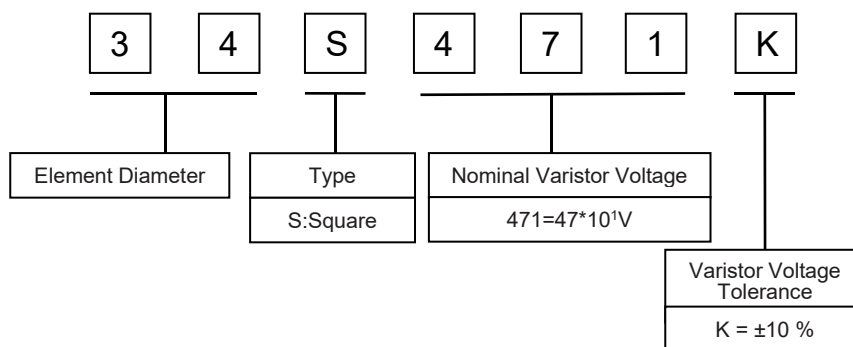 3 4 S 4 7 1 K
Element Diameter
Type
S:Square
Nominal Varistor Voltage
471=47*10¹V
Varistor Voltage
Tolerance
K = ±10 %